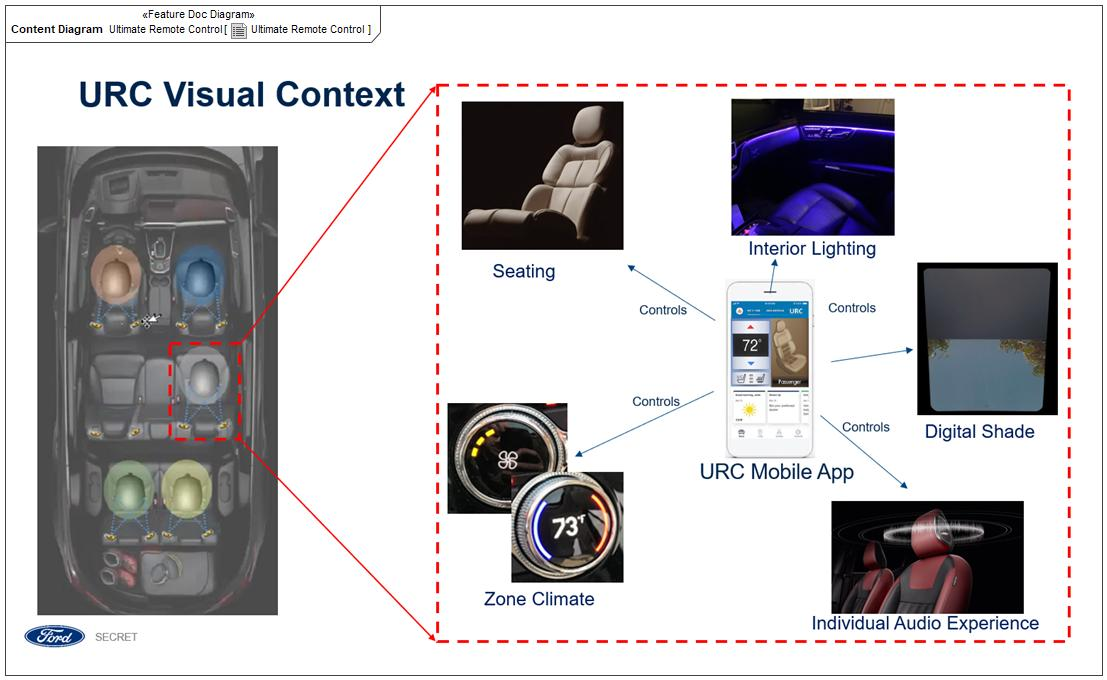 «Feature Doc Diagram»
Content Diagram Ultimate Remote Control [ Ultimate Remote Control ]
URC Visual Context
Seating
Interior Lighting
Controls
Controls
URC
72°
Passenger
Controls
Controls
Digital Shade
URC Mobile App
73°F
Zone Climate
Individual Audio Experience
Ford
SECRET